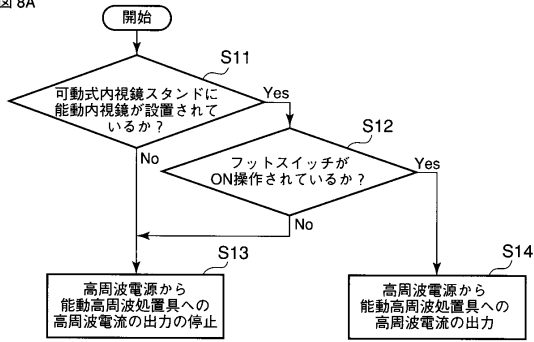 図 8A
開始
S11
可動式内視鏡スタンドに
能動内視鏡が設置されて
いるか？
Yes
No
S12
フットスイッチが
ON操作されているか？
Yes
No
S13
高周波電源から
能動高周波処置具への
高周波電流の出力の停止
S14
高周波電源から
能動高周波処置具への
高周波電流の出力